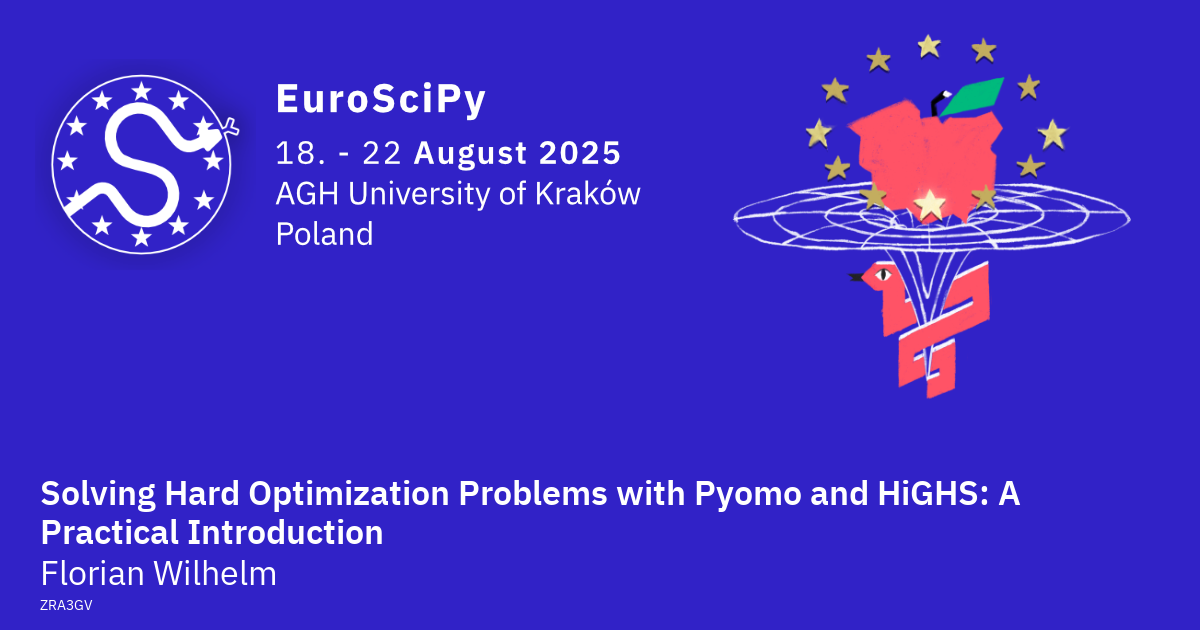 EuroSciPy
18. - 22 August 2025
AGH University of Kraków
Poland
Solving Hard Optimization Problems with Pyomo and HiGHS: A
Practical Introduction
Florian Wilhelm
ZRA3GV